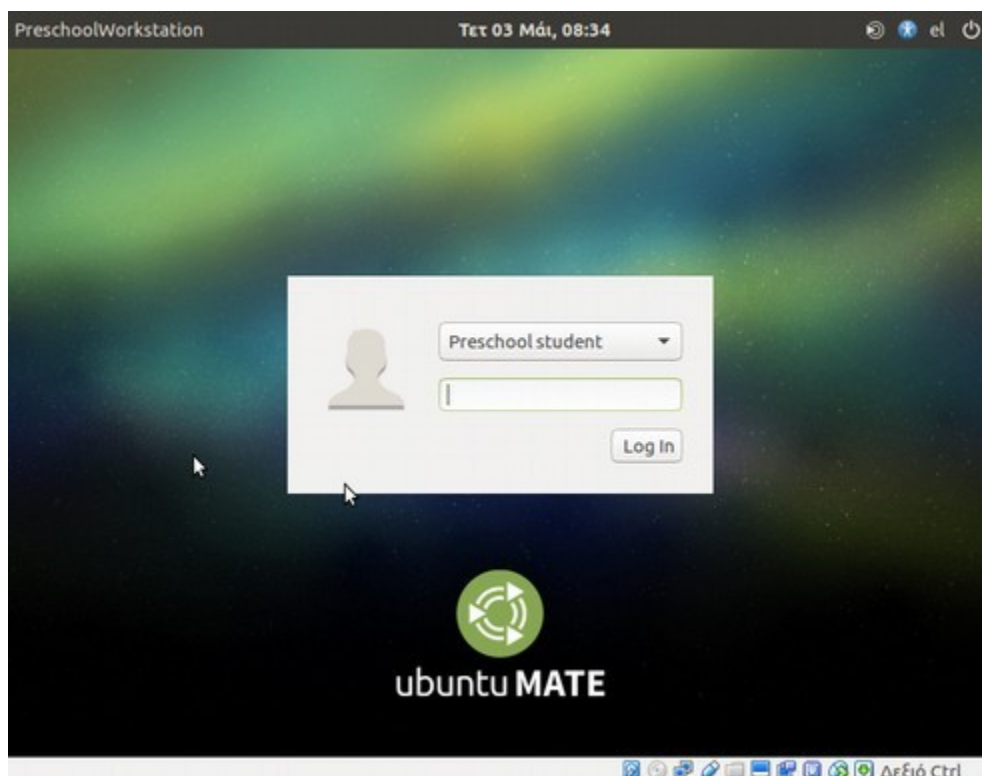 PreschoolWorkstation Τετ 03 Μάι, 08:34 el
Preschool student
Log In
ubuntu MATE
Δεξιό Ctrl